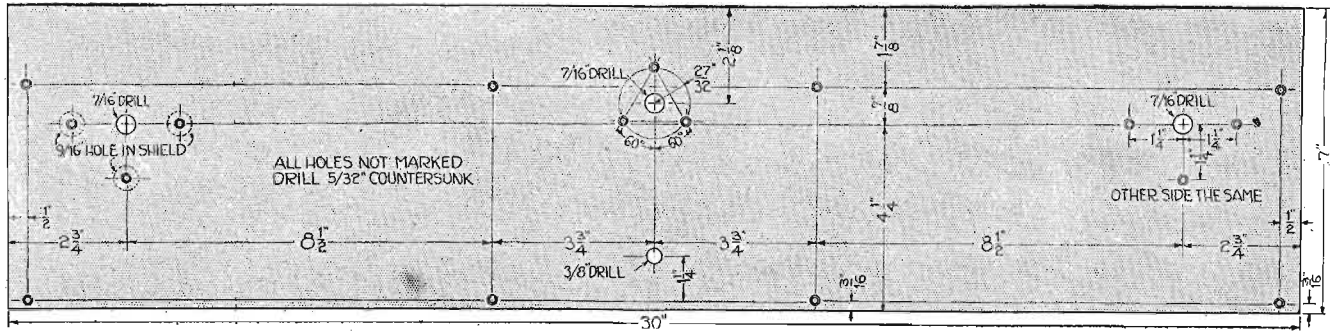 2 1/8"
1 7/8"
7/16" DRILL
27/32"
7/8"
7/16" DRILL
7/16" DRILL
1 1/4"
1 1/4"
1 1/4"
60°
60°
9/16" HOLE IN SHIELD
ALL HOLES NOT MARKED
DRILL 5/32" COUNTERSUNK
OTHER SIDE THE SAME
7"
4 1/4"
1/2"
1/2"
2 3/4"
8 1/2"
3 3/4"
3 3/4"
8 1/2"
2 3/4"
3/8" DRILL
1 1/4"
3/16"
3/16"
30"